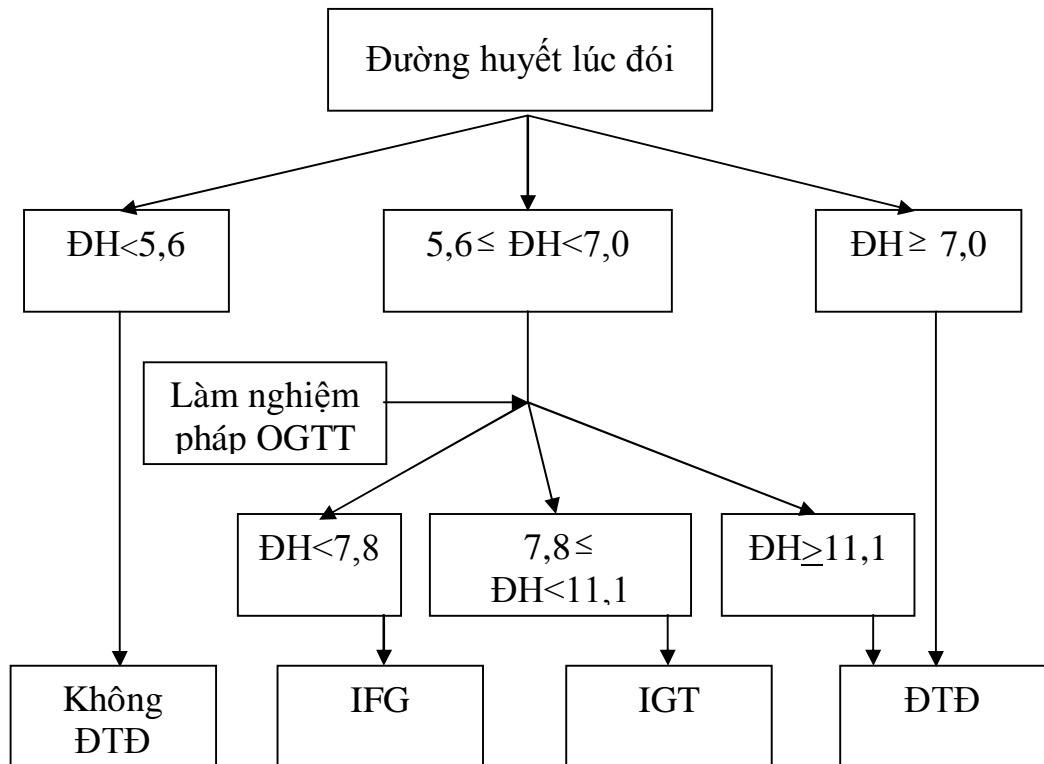 Đường huyết lúc đói
ĐH<5,6
5,6≤ ĐH<7,0
ĐH≥ 7,0
Làm nghiệm
pháp OGTT
ĐH<7,8
7,8≤
ĐH<11,1
ĐH≥11,1
Không
ĐTĐ
IFG
IGT
ĐTĐ